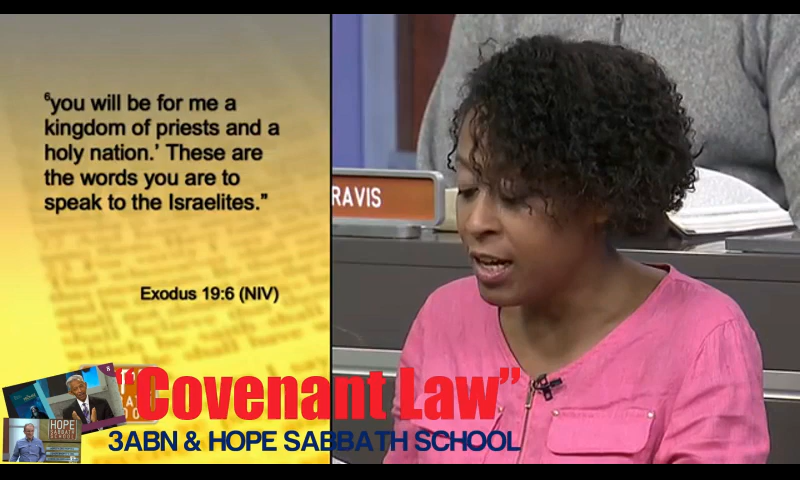 ⁶you will be for me a
kingdom of priests and a
holy nation.’ These are
the words you are to
speak to the Israelites.”
Exodus 19:6 (NIV)
RAVIS
“Covenant Law”
3ABN & HOPE SABBATH SCHOOL
HOPE
SABBATH
SCHOOL